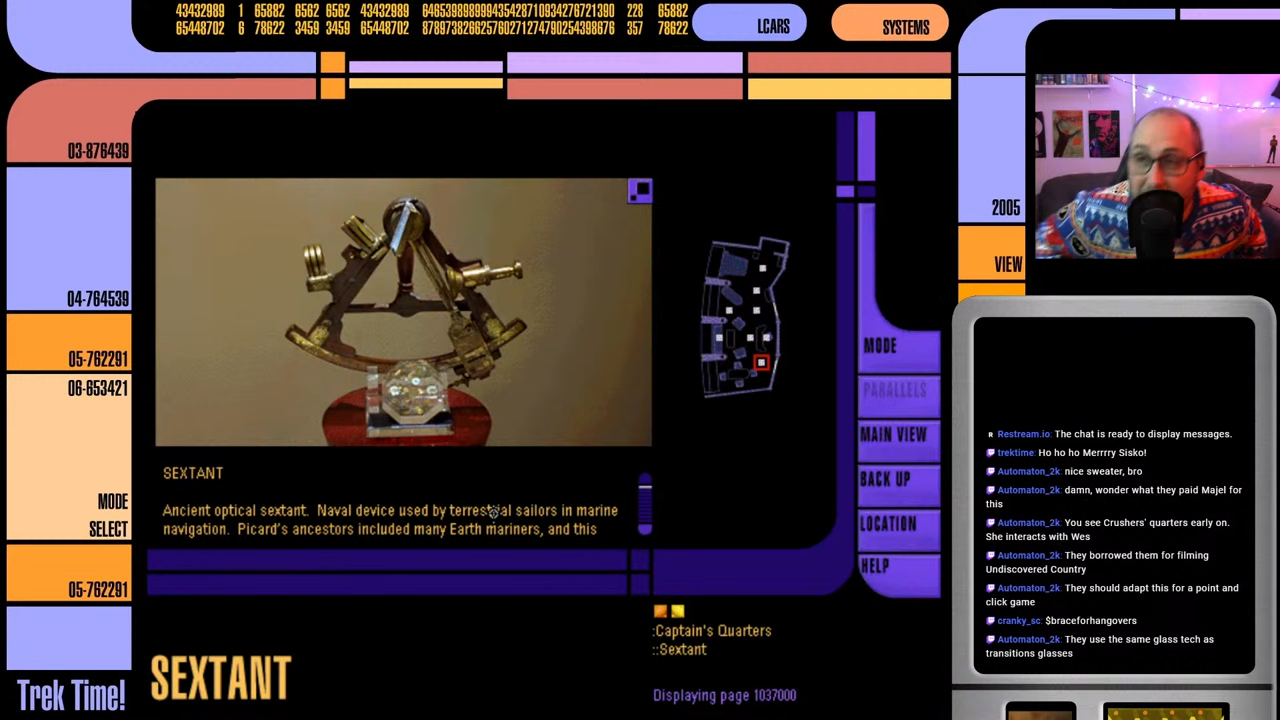 43432989 1 65882 6562 6562 43432989 64653989899435428710934276721390 228 65882
65448702 6 78622 3459 3459 65448702 87897382662576027127479025439867​6 357 78622
LCARS
SYSTEMS
03-876439
04-764539
05-762291
06-653421
MODE
SELECT
05-762291
Trek Time!
SEXTANT
Ancient optical sextant. Naval device used by terrestrial sailors in marine
navigation. Picard's ancestors included many Earth mariners, and this
MODE
PARALLELS
MAIN VIEW
BACK UP
LOCATION
HELP
SEXTANT
:Captain's Quarters
::Sextant
Displaying page 1037000
2005
VIEW
R Restream.io: The chat is ready to display messages.
trektime: Ho ho ho Merrrry Sisko!
Automaton_2k: nice sweater, bro
Automaton_2k: damn, wonder what they paid Majel for
this
Automaton_2k: You see Crushers' quarters early on.
She interacts with Wes
Automaton_2k: They borrowed them for filming
Undiscovered Country
Automaton_2k: They should adapt this for a point and
click game
cranky_sc: $braceforhangovers
Automaton_2k: They use the same glass tech as
transitions glasses